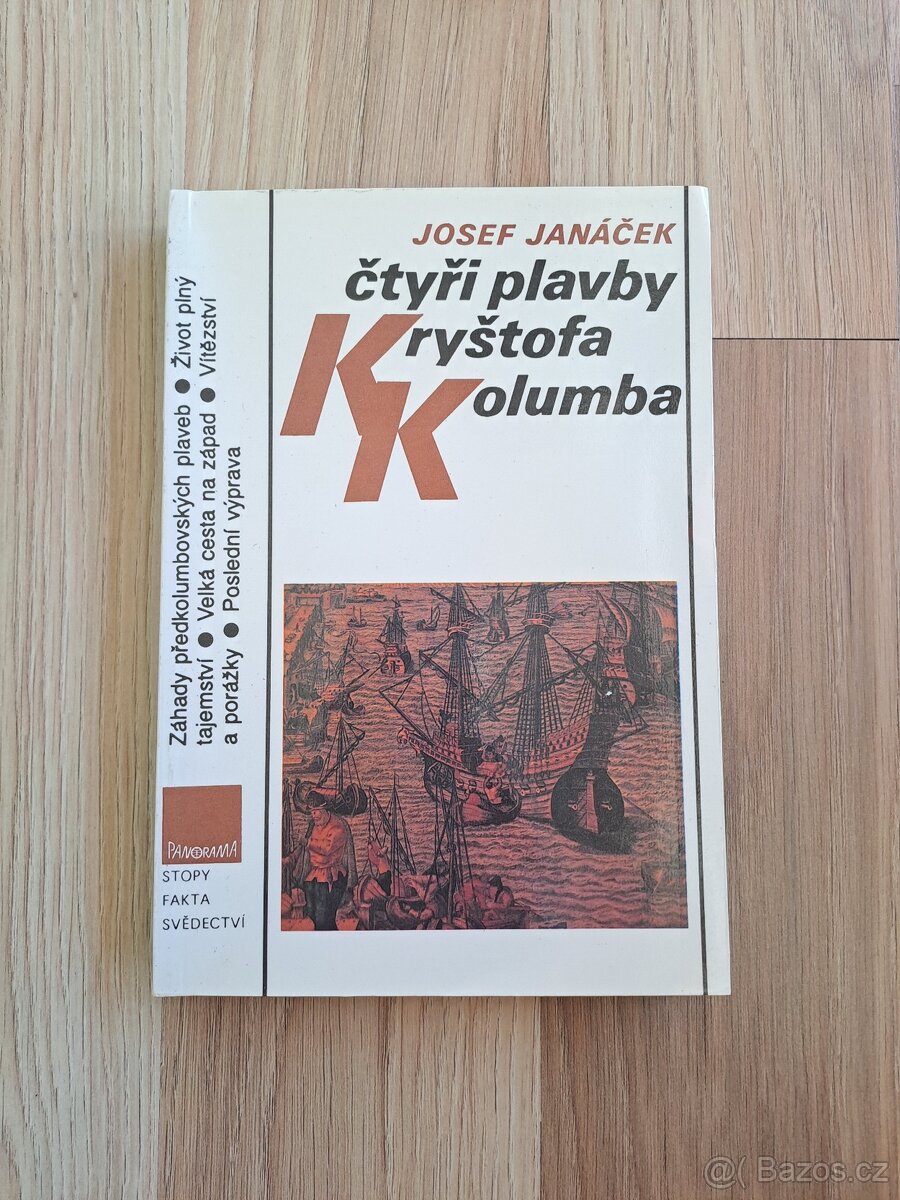 JOSEF JANÁČEK
čtyři plavby
Kryštofa
Kolumba
Záhady předkolumbovských plaveb ● Život plný
tajemství ● Velká cesta na západ ● Vítězství
a porážky ● Poslední výprava
PANORAMA
STOPY
FAKTA
SVĚDECTVÍ
@( Bazos.cz